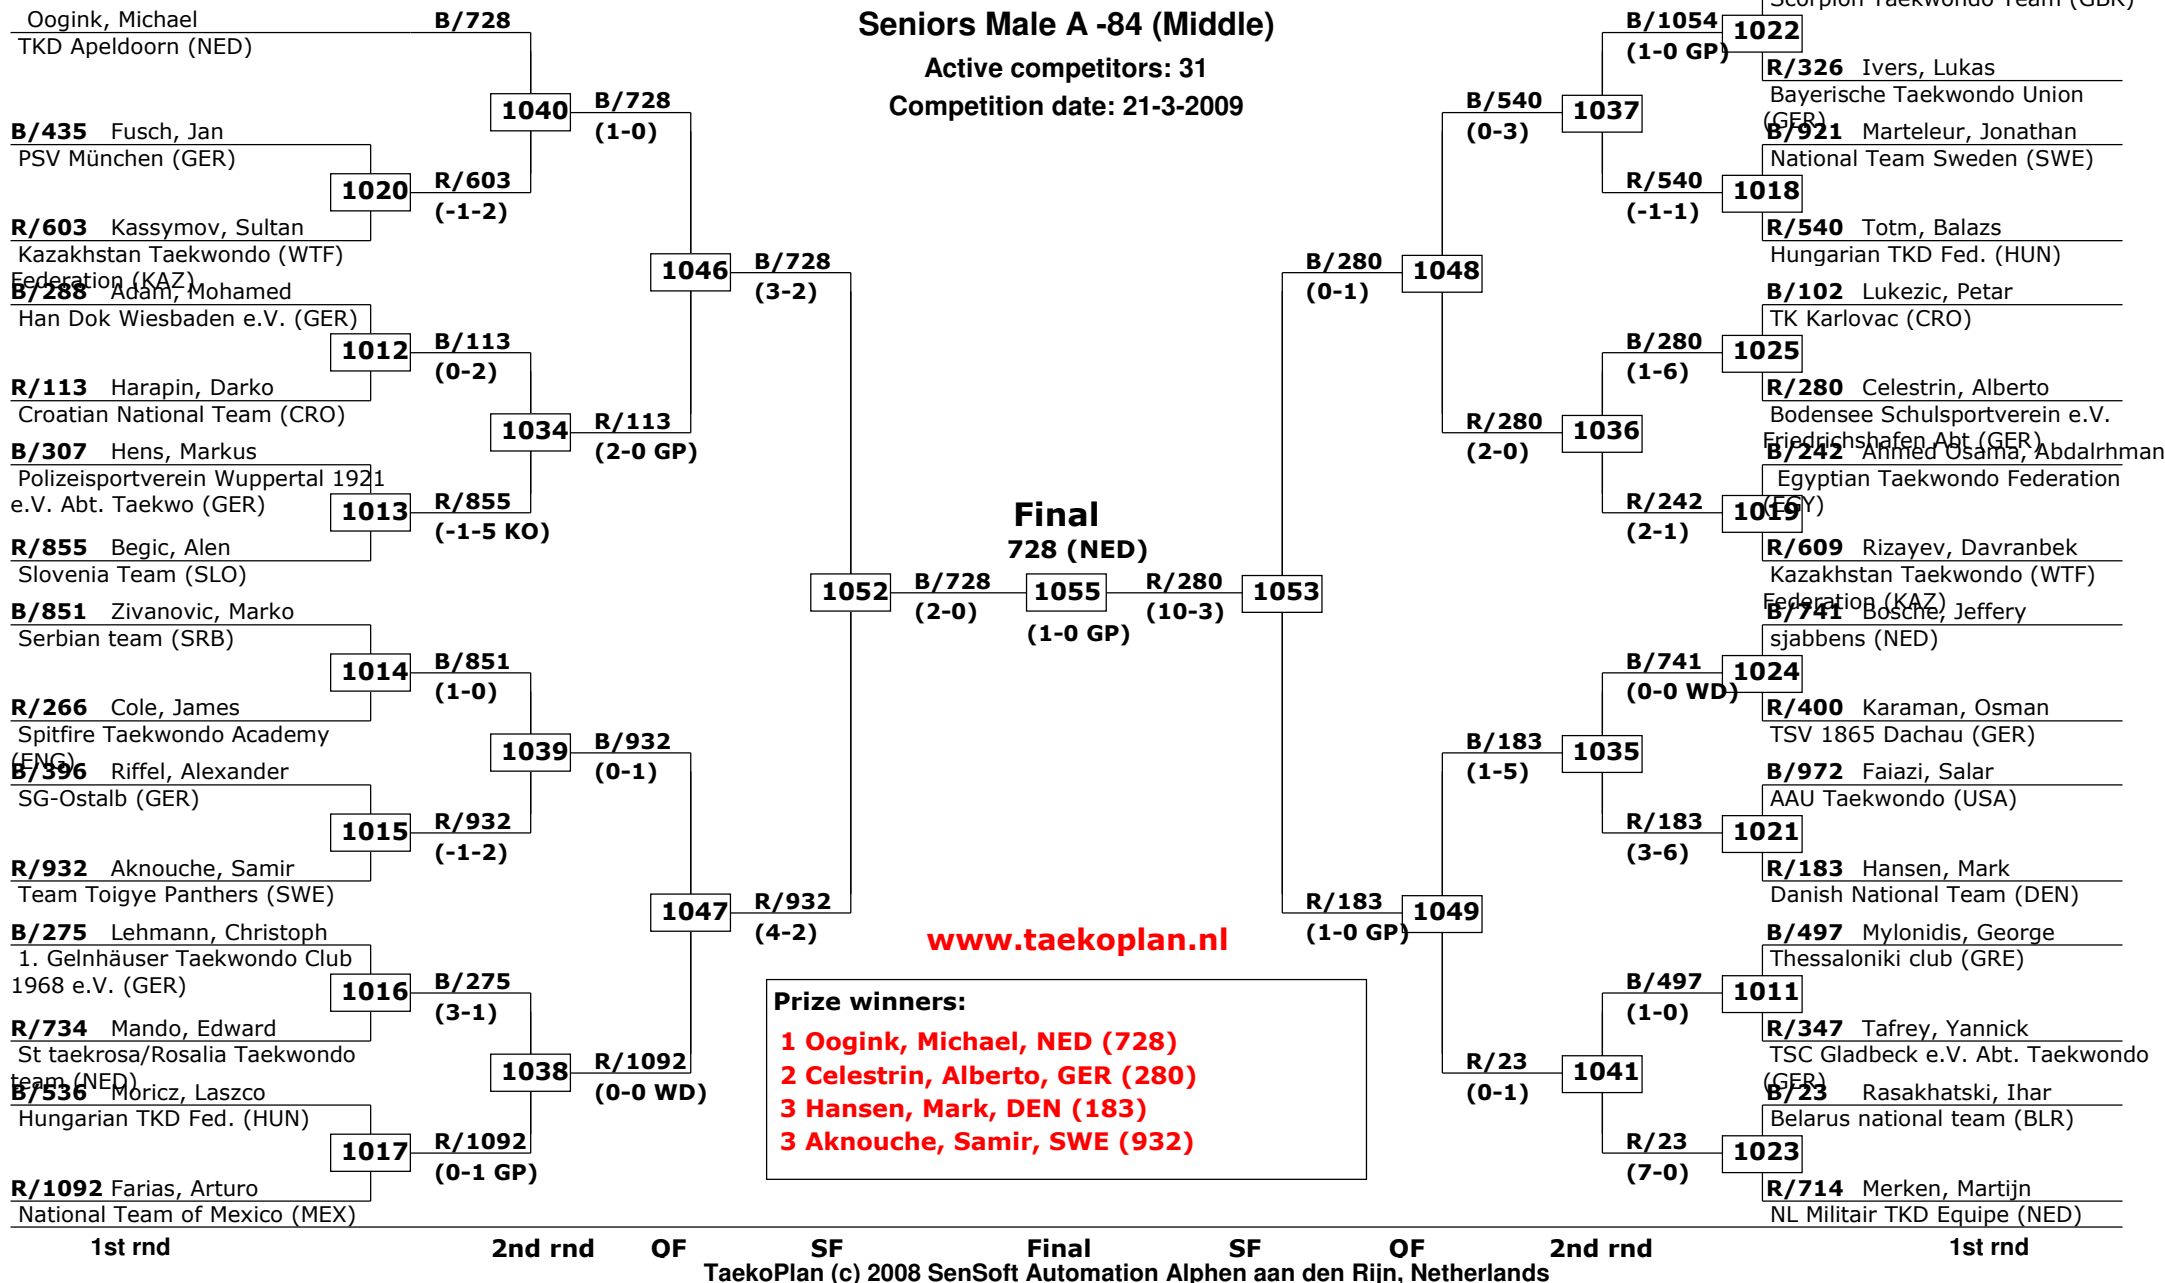 Seniors Male A -84 (Middle)
Active competitors: 31
Competition date: 21-3-2009
Oogink, Michael
TKD Apeldoorn (NED)
B/435 Fusch, Jan
PSV München (GER)
R/603 Kassymov, Sultan
Kazakhstan Taekwondo (WTF)
Federation (KAZ)
B/288 Adam, Mohamed
Han Dok Wiesbaden e.V. (GER)
R/113 Harapin, Darko
Croatian National Team (CRO)
B/307 Hens, Markus
Polizeisportverein Wuppertal 1921
e.V. Abt. Taekwo (GER)
R/855 Begic, Alen
Slovenia Team (SLO)
B/851 Zivanovic, Marko
Serbian team (SRB)
R/266 Cole, James
Spitfire Taekwondo Academy
(ENG)
B/396 Riffel, Alexander
SG-Ostalb (GER)
R/932 Aknouche, Samir
Team Toigye Panthers (SWE)
B/275 Lehmann, Christoph
1. Gelnhäuser Taekwondo Club
1968 e.V. (GER)
R/734 Mando, Edward
St taekrosa/Rosalia Taekwondo
team (NED)
B/536 Moricz, Laszco
Hungarian TKD Fed. (HUN)
R/1092 Farias, Arturo
National Team of Mexico (MEX)
1020
1012
1013
1014
1015
1016
1017
B/728
R/603
(-1-2)
B/113
(0-2)
R/855
(-1-5 KO)
B/851
(1-0)
R/932
(-1-2)
B/275
(3-1)
R/1092
(0-1 GP)
1040
1034
1039
1038
B/728
(1-0)
R/113
(2-0 GP)
B/932
(0-1)
R/1092
(0-0 WD)
1046
1047
B/728
(3-2)
R/932
(4-2)
1052
B/728
(2-0)
Final
728 (NED)
1055
(1-0 GP)
R/280
(10-3)
1053
B/280
(0-1)
R/183
(1-0 GP)
1048
1049
B/540
(0-3)
R/280
(2-0)
B/183
(1-5)
R/23
(0-1)
1037
1036
1035
1041
B/1054
(1-0 GP)
R/540
(-1-1)
B/280
(1-6)
R/242
(2-1)
B/741
(0-0 WD)
R/183
(3-6)
B/497
(1-0)
R/23
(7-0)
1022
1018
1025
1019
1024
1021
1011
1023
Scorpion Taekwondo Team (GBR)
R/326 Ivers, Lukas
Bayerische Taekwondo Union
(GER)
B/921 Marteleur, Jonathan
National Team Sweden (SWE)
R/540 Totm, Balazs
Hungarian TKD Fed. (HUN)
B/102 Lukezic, Petar
TK Karlovac (CRO)
R/280 Celestrin, Alberto
Bodensee Schulsportverein e.V.
Friedrichshafen Abt (GER)
B/242 Ahmed Osama, Abdalrhman
Egyptian Taekwondo Federation
(EGY)
R/609 Rizayev, Davranbek
Kazakhstan Taekwondo (WTF)
Federation (KAZ)
B/741 Bosche, Jeffery
sjabbens (NED)
R/400 Karaman, Osman
TSV 1865 Dachau (GER)
B/972 Faiazi, Salar
AAU Taekwondo (USA)
R/183 Hansen, Mark
Danish National Team (DEN)
B/497 Mylonidis, George
Thessaloniki club (GRE)
R/347 Tafrey, Yannick
TSC Gladbeck e.V. Abt. Taekwondo
(GER)
B/23 Rasakhatski, Ihar
Belarus national team (BLR)
R/714 Merken, Martijn
NL Militair TKD Equipe (NED)
www.taekoplan.nl
Prize winners:
1 Oogink, Michael, NED (728)
2 Celestrin, Alberto, GER (280)
3 Hansen, Mark, DEN (183)
3 Aknouche, Samir, SWE (932)
1st rnd 2nd rnd QF SF Final SF QF 2nd rnd 1st rnd
TaekoPlan (c) 2008 SenSoft Automation Alphen aan den Rijn, Netherlands